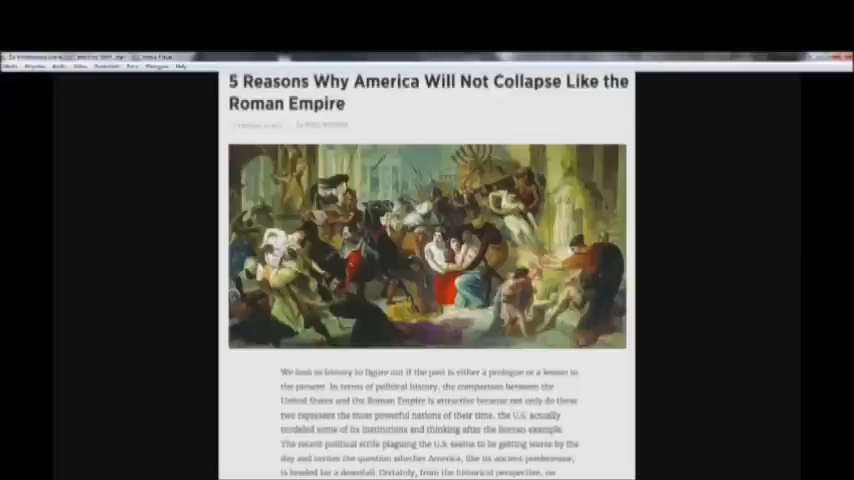 Help
5 Reasons Why America Will Not Collapse Like the
Roman Empire
We look to history to figure out if the past is either a prologue or a lesson to
the present. In terms of political history, the comparison between the
United States and the Roman Empire is attractive because not only do these
two represent the most powerful nations of their time, the U.S. actually
modeled some of its institutions and thinking after the Roman example.
The recent political strife plaguing the U.S. seems to be getting worse by the
day and invites the question whether America, like its ancient predecessor,
is headed for a downfall. Certainly, from the historical perspective, no